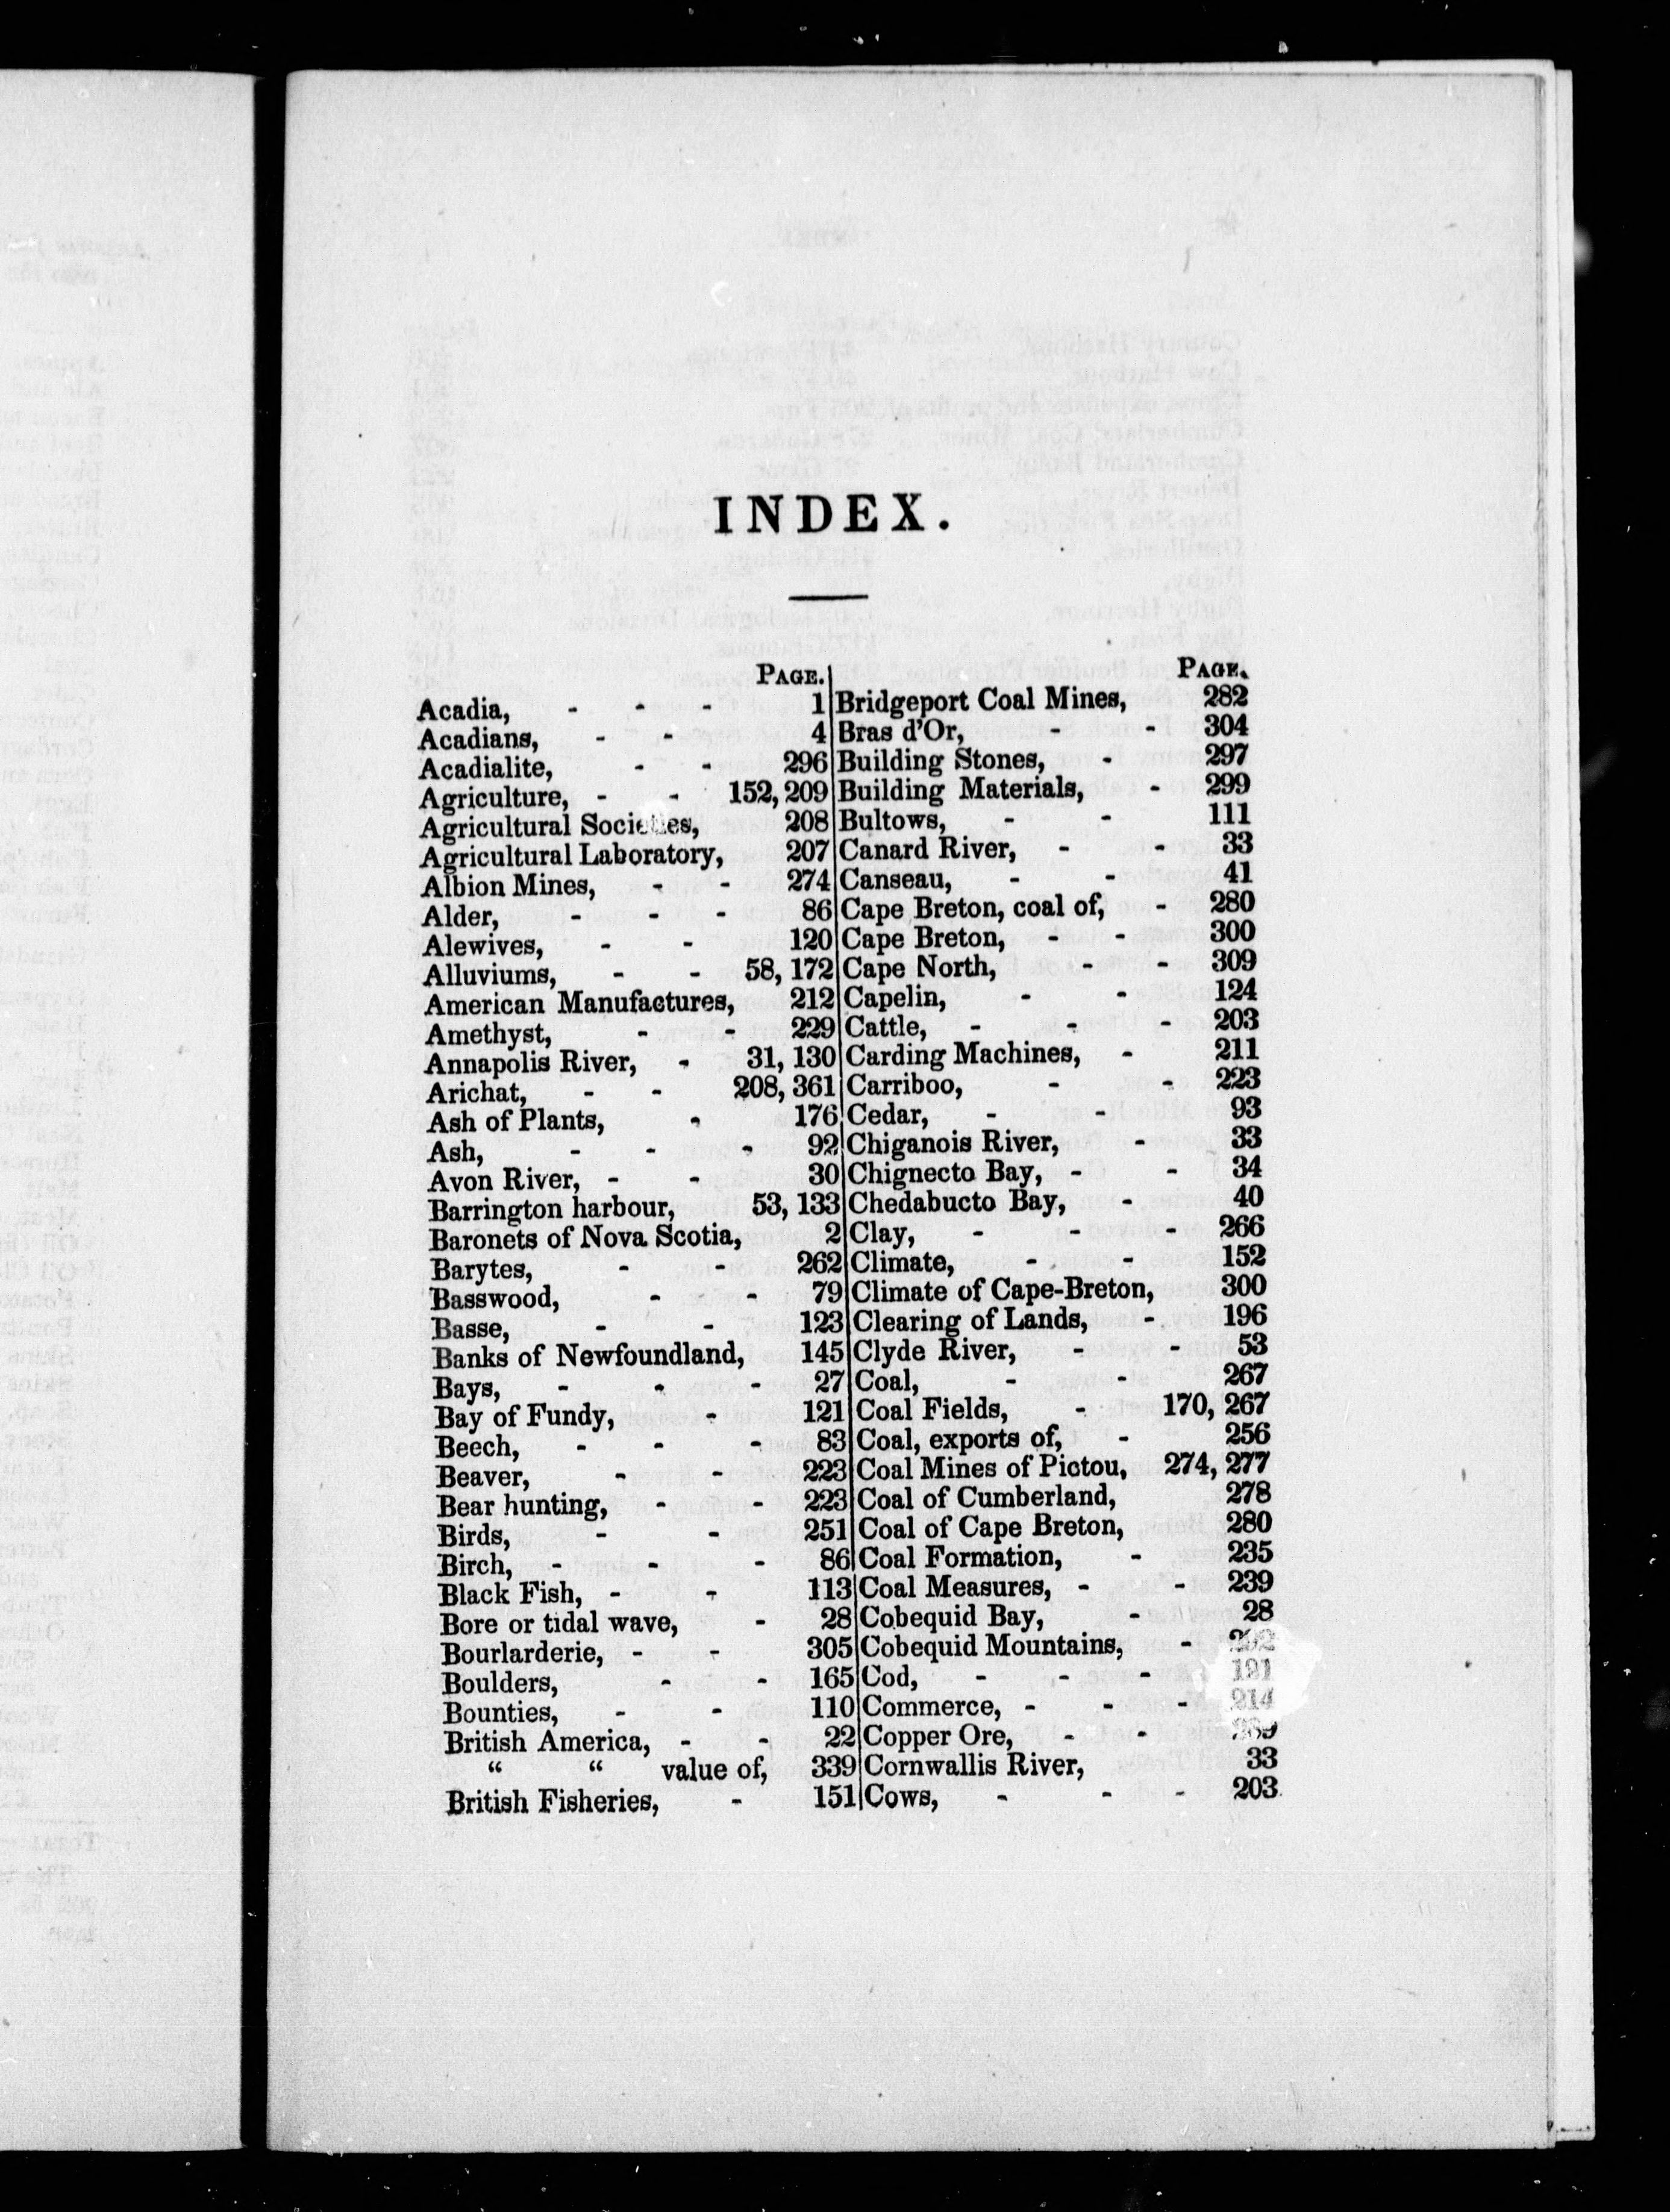 INDEX.
PAGE.
Acadia, - - - 1
Acadians, - - 4
Acadialite, - - 296
Agriculture, - - 152, 209
Agricultural Societies, 208
Agricultural Laboratory, 207
Albion Mines, - - 274
Alder, - - - 86
Alewives, - - 120
Alluviums, - - 58, 172
American Manufactures, 212
Amethyst, - - 229
Annapolis River, - 31, 130
Arichat, - - 208, 361
Ash of Plants, - 176
Ash, - - - 92
Avon River, - - 30
Barrington harbour, 53, 133
Baronets of Nova Scotia, 2
Barytes, - - 262
Basswood, - - 79
Basse, - - 123
Banks of Newfoundland, 145
Bays, - - - 27
Bay of Fundy, - 121
Beech, - - - 83
Beaver, - - 223
Bear hunting, - - 223
Birds, - - 251
Birch, - - - 86
Black Fish, - - 113
Bore or tidal wave, - 28
Bourlarderie, - - 305
Boulders, - - 165
Bounties, - - 110
British America, - - 22
“ “ value of, 339
British Fisheries, - 151
PAGE.
Bridgeport Coal Mines, 282
Bras d'Or, - - 304
Building Stones, - 297
Building Materials, - 299
Bultows, - - 111
Canard River, - - 33
Canseau, - - 41
Cape Breton, coal of, - 280
Cape Breton, - - 300
Cape North, - - 309
Capelin, - - 124
Cattle, - - - 203
Carding Machines, - 211
Carriboo, - - 223
Cedar, - - 93
Chiganois River, - 33
Chignecto Bay, - - 34
Chedabucto Bay, - 40
Clay, - - - 266
Climate, - - 152
Climate of Cape-Breton, 300
Clearing of Lands, - 196
Clyde River, - - 53
Coal, - - 267
Coal Fields, - 170, 267
Coal, exports of, - 256
Coal Mines of Pictou, 274, 277
Coal of Cumberland, 278
Coal of Cape Breton, 280
Coal Formation, - 235
Coal Measures, - - 239
Cobequid Bay, - 28
Cobequid Mountains, -
Cod, - - - 191
Commerce, - - - 214
Copper Ore, - -
Cornwallis River, 33
Cows, - - - 203